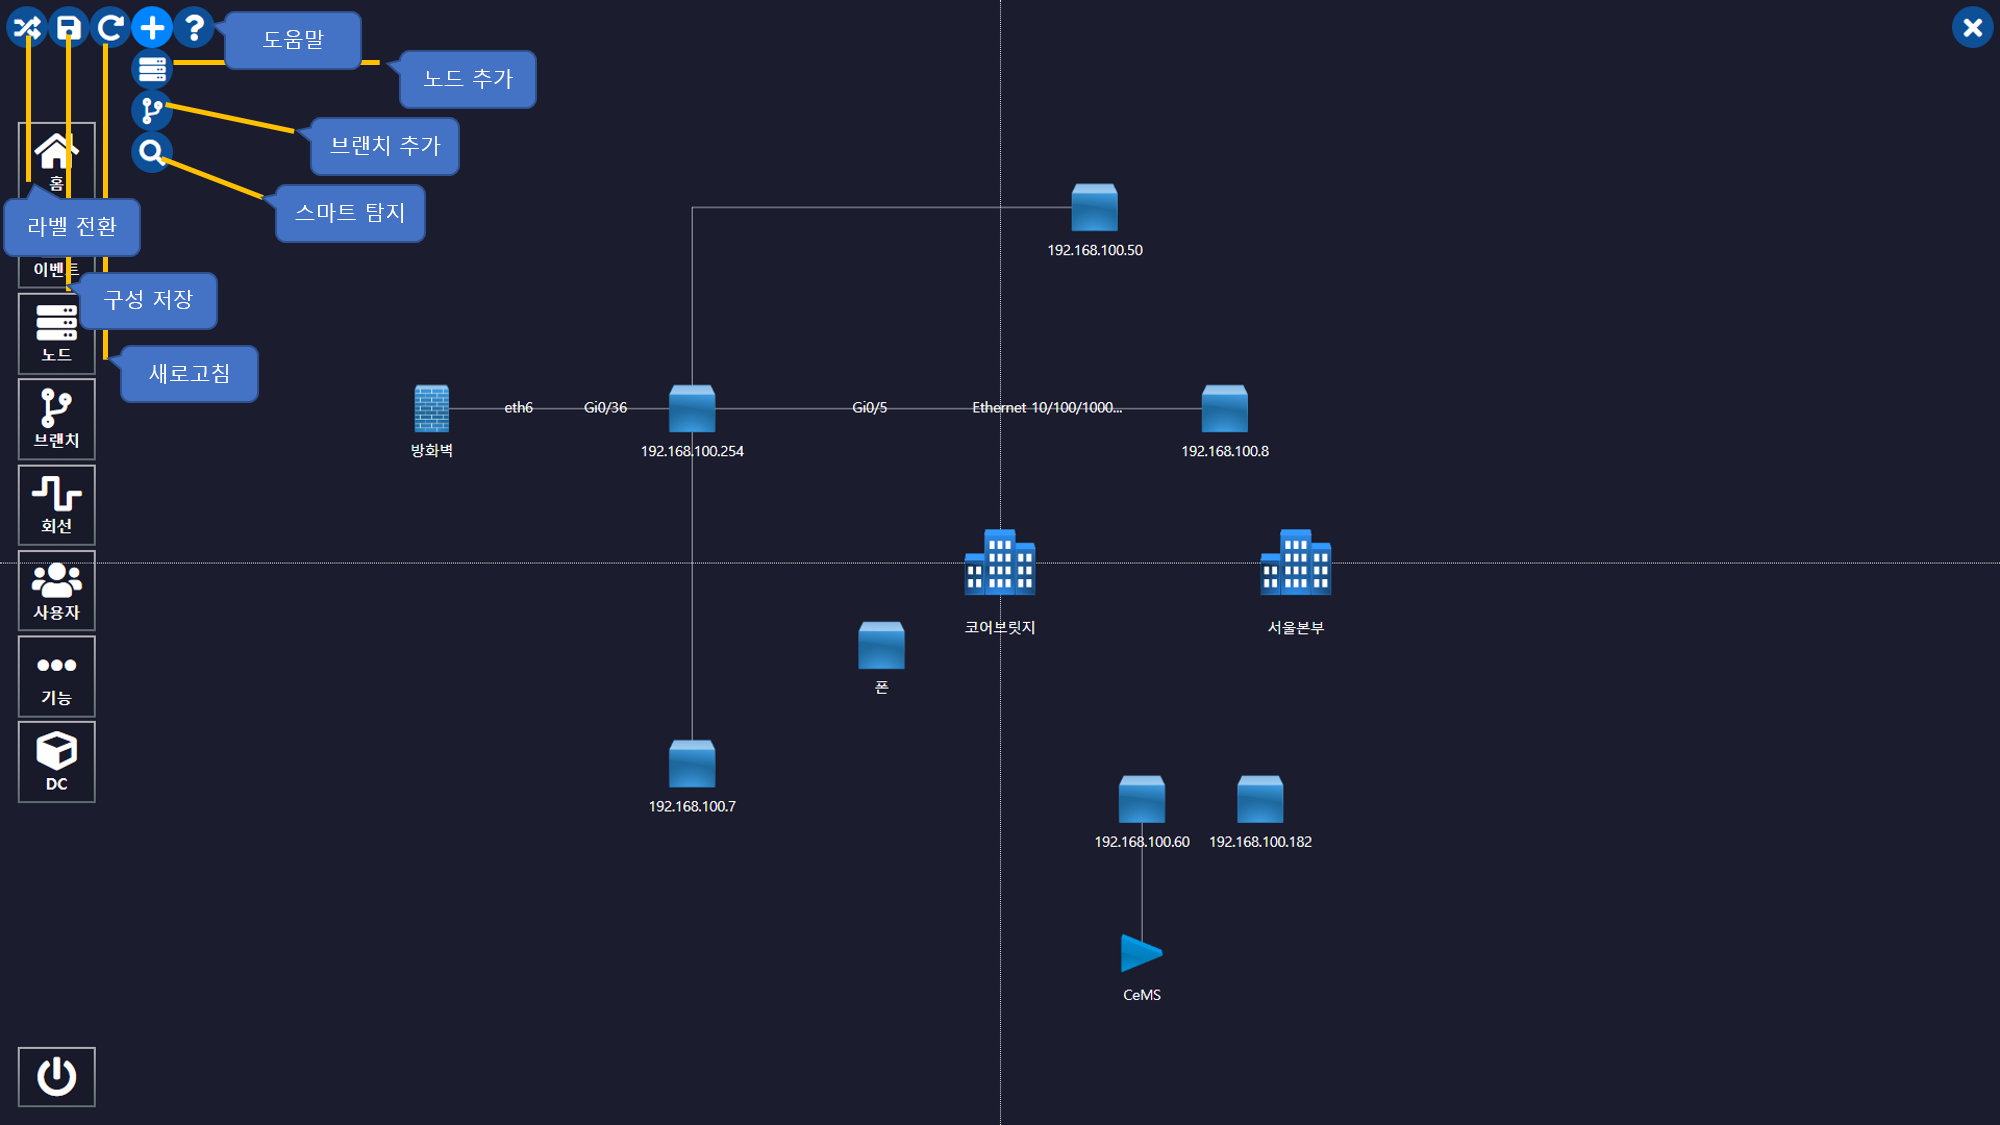 도움말
노드 추가
브랜치 추가
스마트 탐지
홈
라벨 전환
이벤트
구성 저장
노드
새로고침
브랜치
회선
사용자
기능
DC
192.168.100.50
eth6
Gi0/36
Gi0/5
Ethernet 10/100/1000...
방화벽
192.168.100.254
192.168.100.8
코어브릿지
서울본부
폰
192.168.100.7
192.168.100.60
192.168.100.182
CeMS